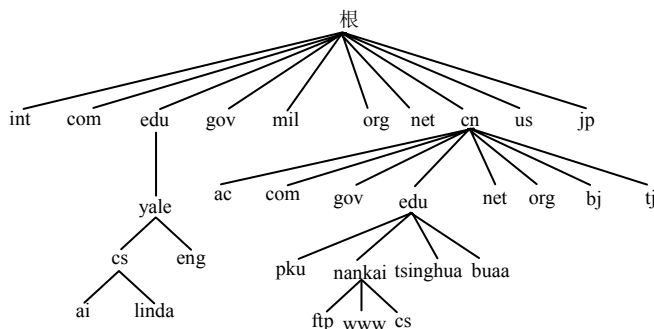 根
int com edu gov mil org net cn us jp
ac com gov edu net org bj tj
yale
cs eng
pku nankai tsinghua buaa
ai linda
ftp www cs